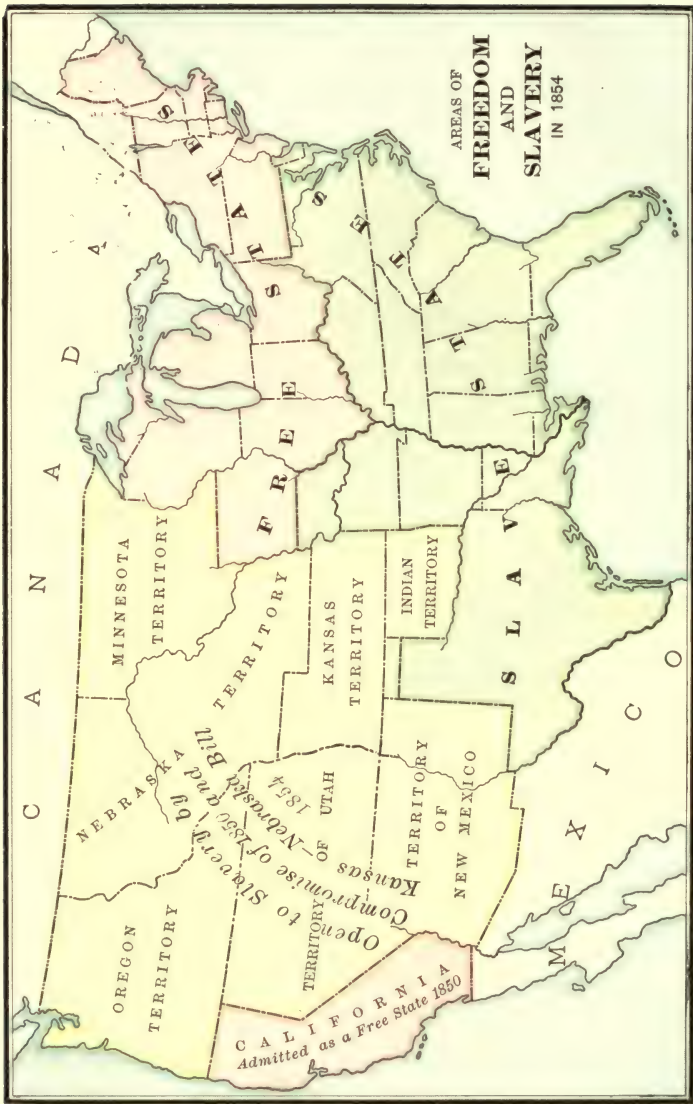 AREAS OF
FREEDOM
AND
SLAVERY
IN 1854
CANADA
OREGON
TERRITORY
NEBRASKA
TERRITORY
MINNESOTA
TERRITORY
Open to Slavery by
Compromise of 1850 and
Kansas–Nebraska Bill
1854
TERRITORY OF UTAH
KANSAS
TERRITORY
CALIFORNIA
Admitted as a Free State 1850
TERRITORY
OF
NEW MEXICO
INDIAN
TERRITORY
FREE STATES
SLAVE STATES
MEXICO